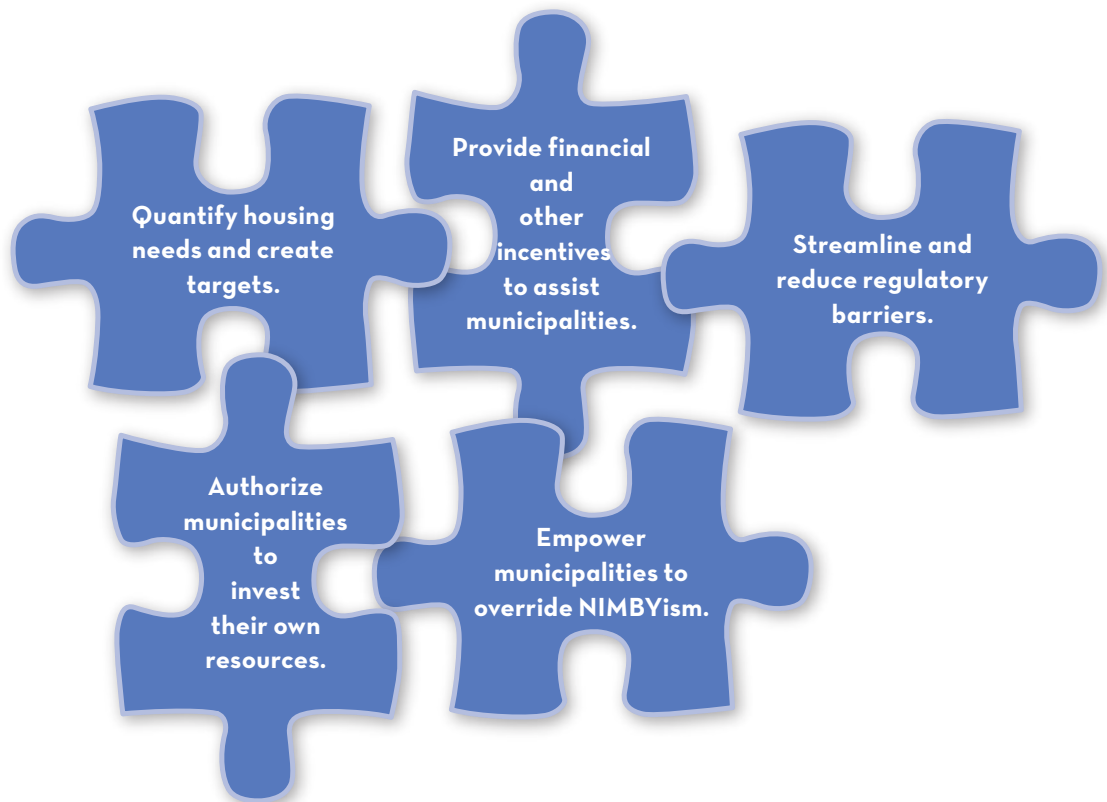 Quantify housing
needs and create
targets.
Provide financial
and
other
incentives
to assist
municipalities.
Streamline and
reduce regulatory
barriers.
Authorize
municipalities
to
invest
their own
resources.
Empower
municipalities to
override NIMBYism.